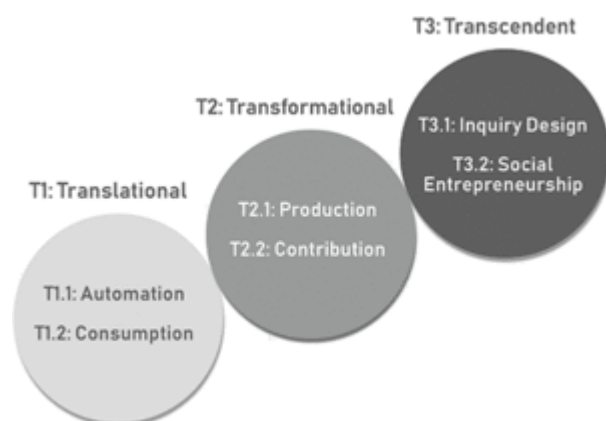 T3: Transcendent
T3.1: Inquiry Design
T3.2: Social
Entrepreneurship
T2: Transformational
T2.1: Production
T2.2: Contribution
T1: Translational
T1.1: Automation
T1.2: Consumption